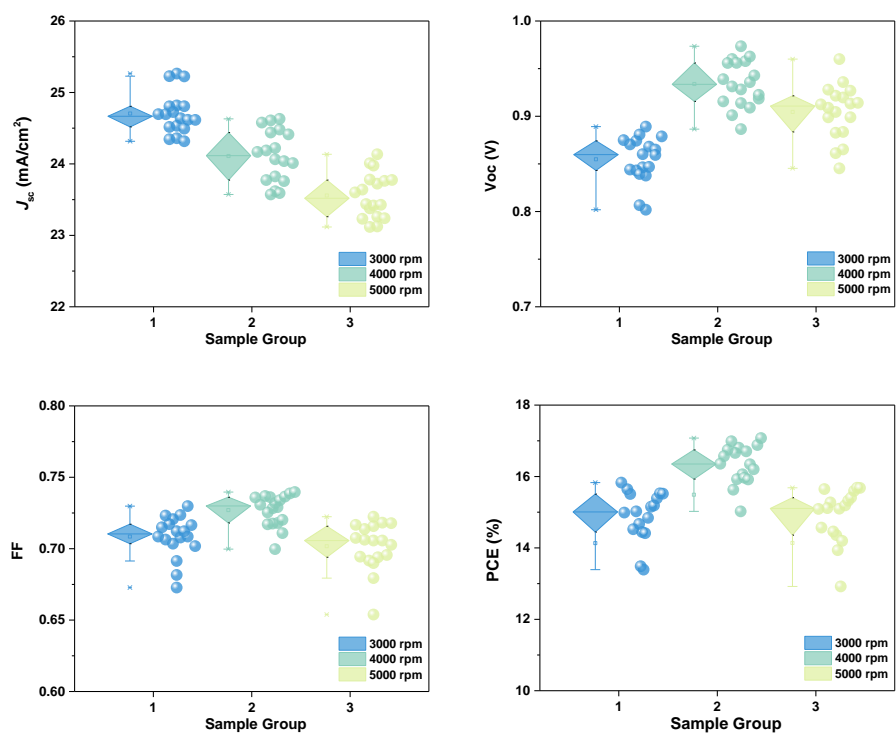 26
25
24
23
22
J_sc (mA/cm²)
3000 rpm
4000 rpm
5000 rpm
1 2 3
Sample Group
1.0
0.9
0.8
0.7
Voc (V)
3000 rpm
4000 rpm
5000 rpm
1 2 3
Sample Group
0.80
0.75
0.70
0.65
0.60
FF
3000 rpm
4000 rpm
5000 rpm
1 2 3
Sample Group
18
16
14
12
10
PCE (%)
3000 rpm
4000 rpm
5000 rpm
1 2 3
Sample Group